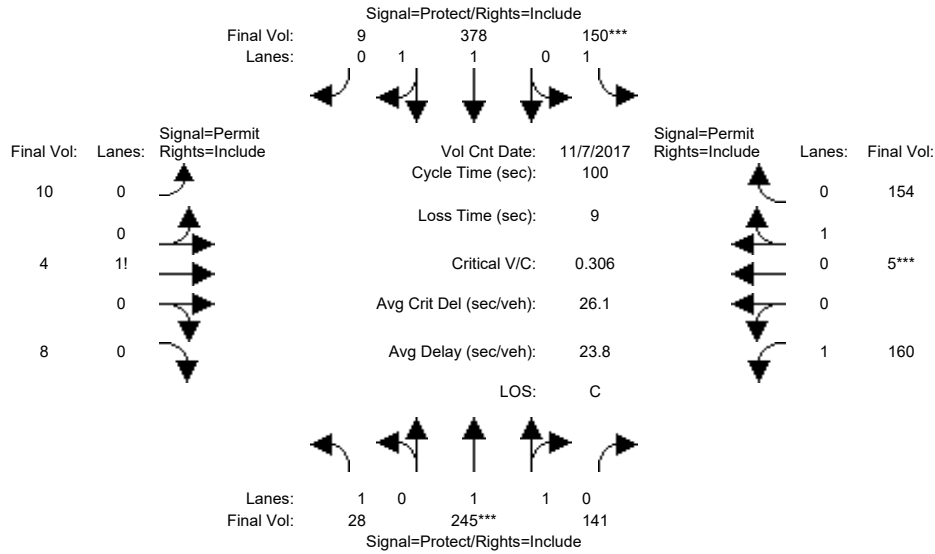 Signal=Protect/Rights=Include
Final Vol: 9 378 150***
Lanes: 0 1 1 0 1
Signal=Permit
Final Vol: Lanes: Rights=Include
Vol Cnt Date: 11/7/2017
Signal=Permit
Rights=Include Lanes: Final Vol:
Cycle Time (sec): 100
10 0
0 154
Loss Time (sec): 9
0
1
4 1!
Critical V/C: 0.306
0 5***
0
Avg Crit Del (sec/veh): 26.1
0
8 0
Avg Delay (sec/veh): 23.8
1 160
LOS: C
Lanes: 1 0 1 1 0
Final Vol: 28 245*** 141
Signal=Protect/Rights=Include